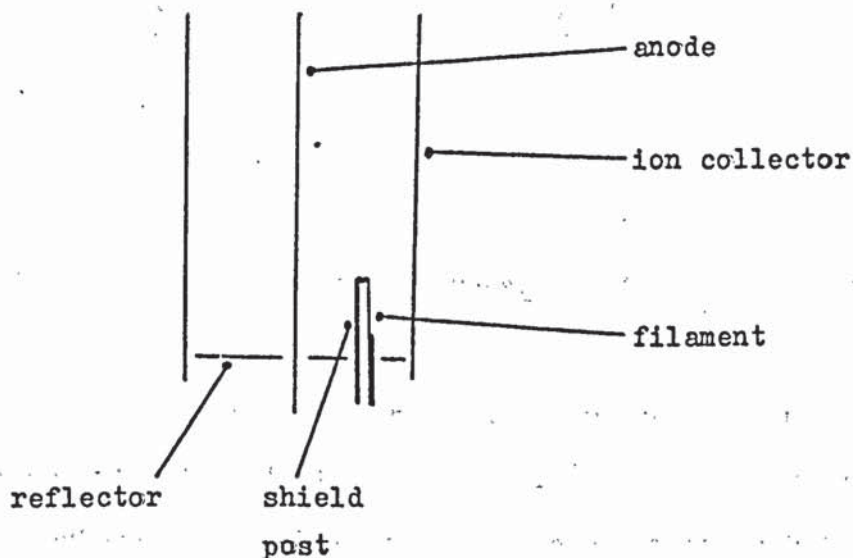 anode
ion collector
filament
reflector
shield
post